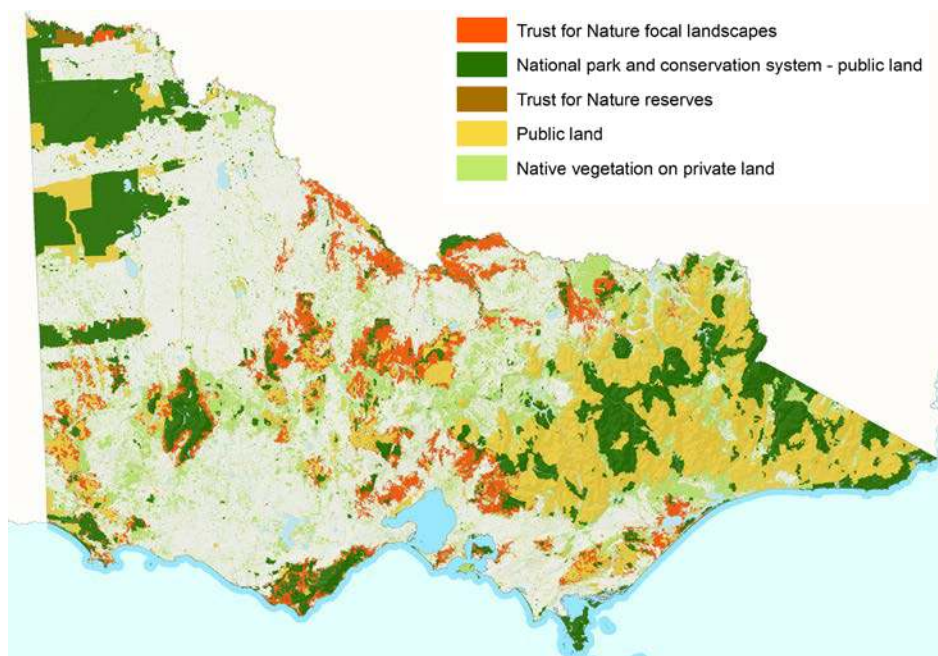 Trust for Nature focal landscapes
National park and conservation system - public land
Trust for Nature reserves
Public land
Native vegetation on private land